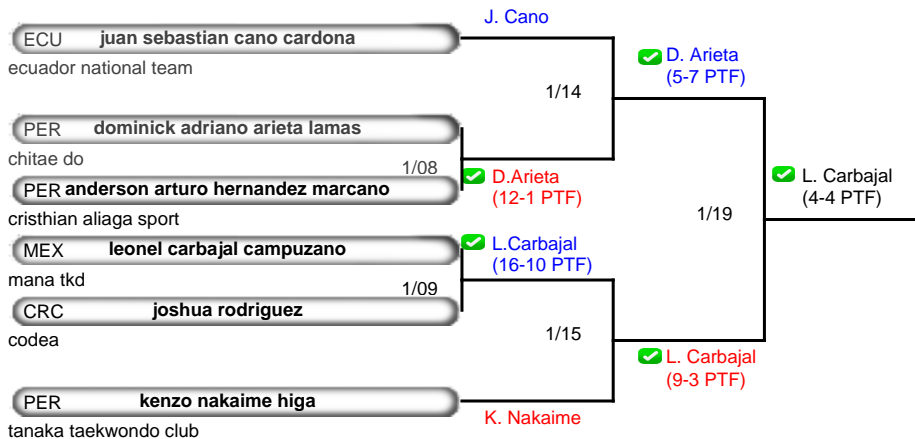 J. Cano
ECU juan sebastian cano cardona
ecuador national team
D. Arieta
(5-7 PTF)
1/14
PER dominick adriano arieta lamas
chitae do
1/08
D.Arieta
(12-1 PTF)
PER anderson arturo hernandez marcano
cristhian aliaga sport
L. Carbajal
(4-4 PTF)
1/19
MEX leonel carbajal campuzano
mana tkd
L.Carbajal
(16-10 PTF)
1/09
CRC joshua rodriguez
codea
1/15
L. Carbajal
(9-3 PTF)
PER kenzo nakaime higa
tanaka taekwondo club
K. Nakaime